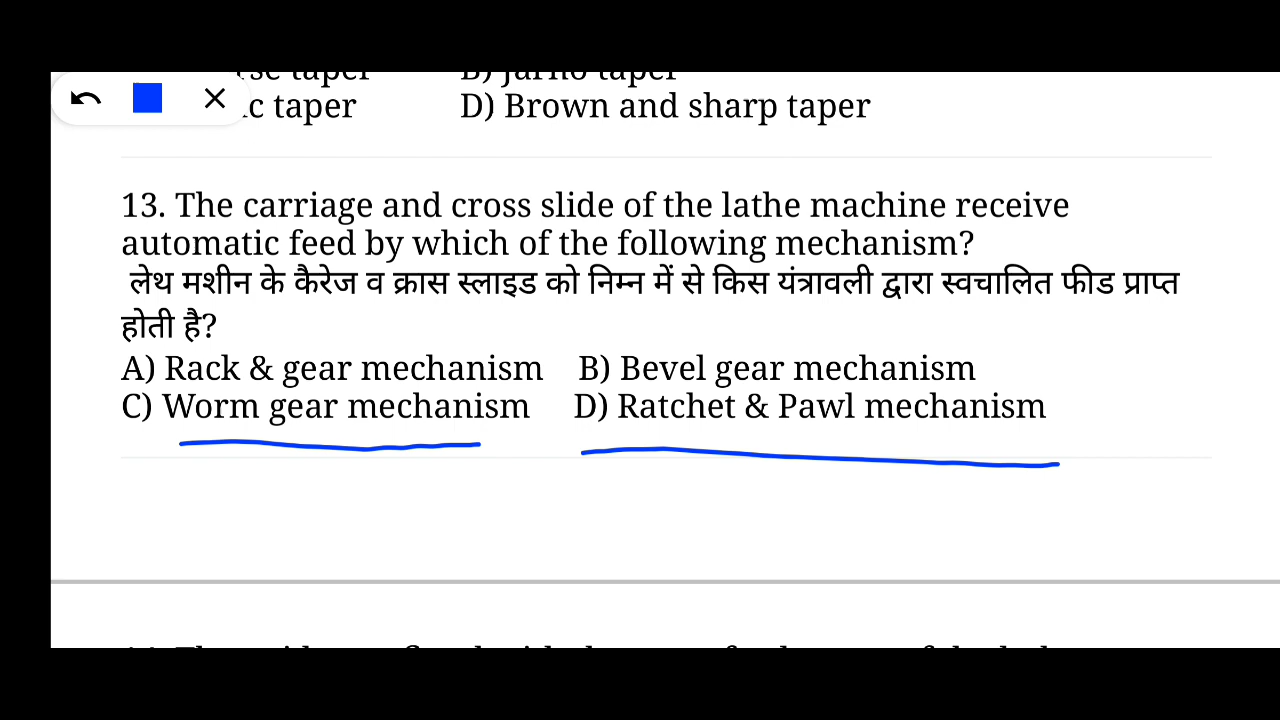 taper
D) Brown and sharp taper
13. The carriage and cross slide of the lathe machine receive
automatic feed by which of the following mechanism?
लेथ मशीन के कैरेज व क्रास स्लाइड को निम्न में से किस यंत्रावली द्वारा स्वचालित फीड प्राप्त
होती है?
A) Rack & gear mechanism B) Bevel gear mechanism
C) Worm gear mechanism D) Ratchet & Pawl mechanism